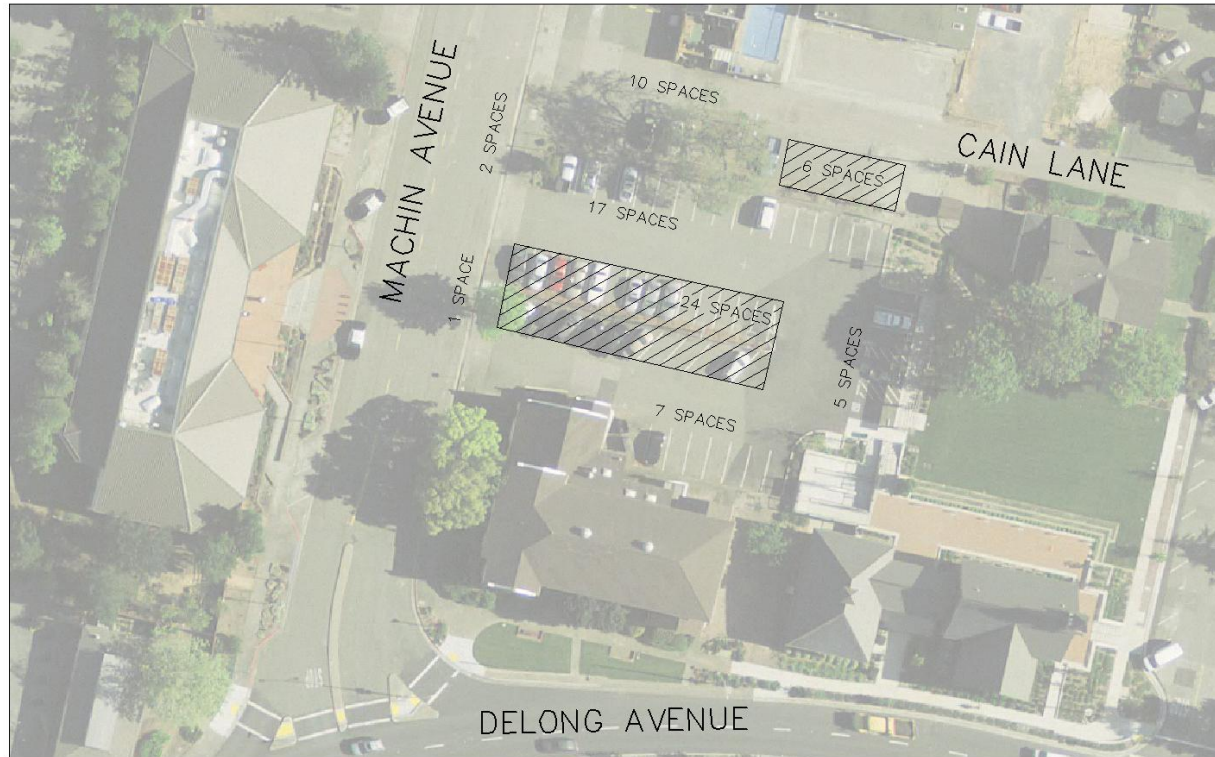 MACHIN AVENUE
2 SPACES
10 SPACES
CAIN LANE
6 SPACES
17 SPACES
1 SPACE
24 SPACES
5 SPACES
7 SPACES
DELONG AVENUE